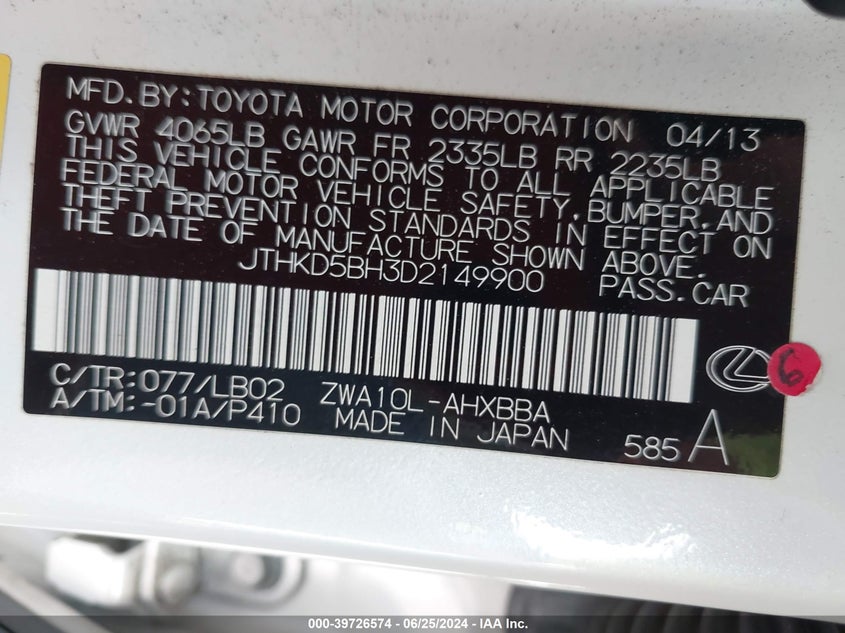 MFD. BY: TOYOTA MOTOR CORPORATION 04/13
GVWR 4065LB GAWR FR 2335LB RR 2235LB
THIS VEHICLE CONFORMS TO ALL APPLICABLE
FEDERAL MOTOR VEHICLE SAFETY, BUMPER, AND
THEFT PREVENTION STANDARDS IN EFFECT ON
THE DATE OF MANUFACTURE SHOWN ABOVE.
JTHKD5BH3D2149900 PASS. CAR
C/TR: 077/LB02 ZWA10L-AHXBBA
A/TM: -01A/P410 MADE IN JAPAN 585 A
6
000-39726574 - 06/25/2024 - IAA Inc.